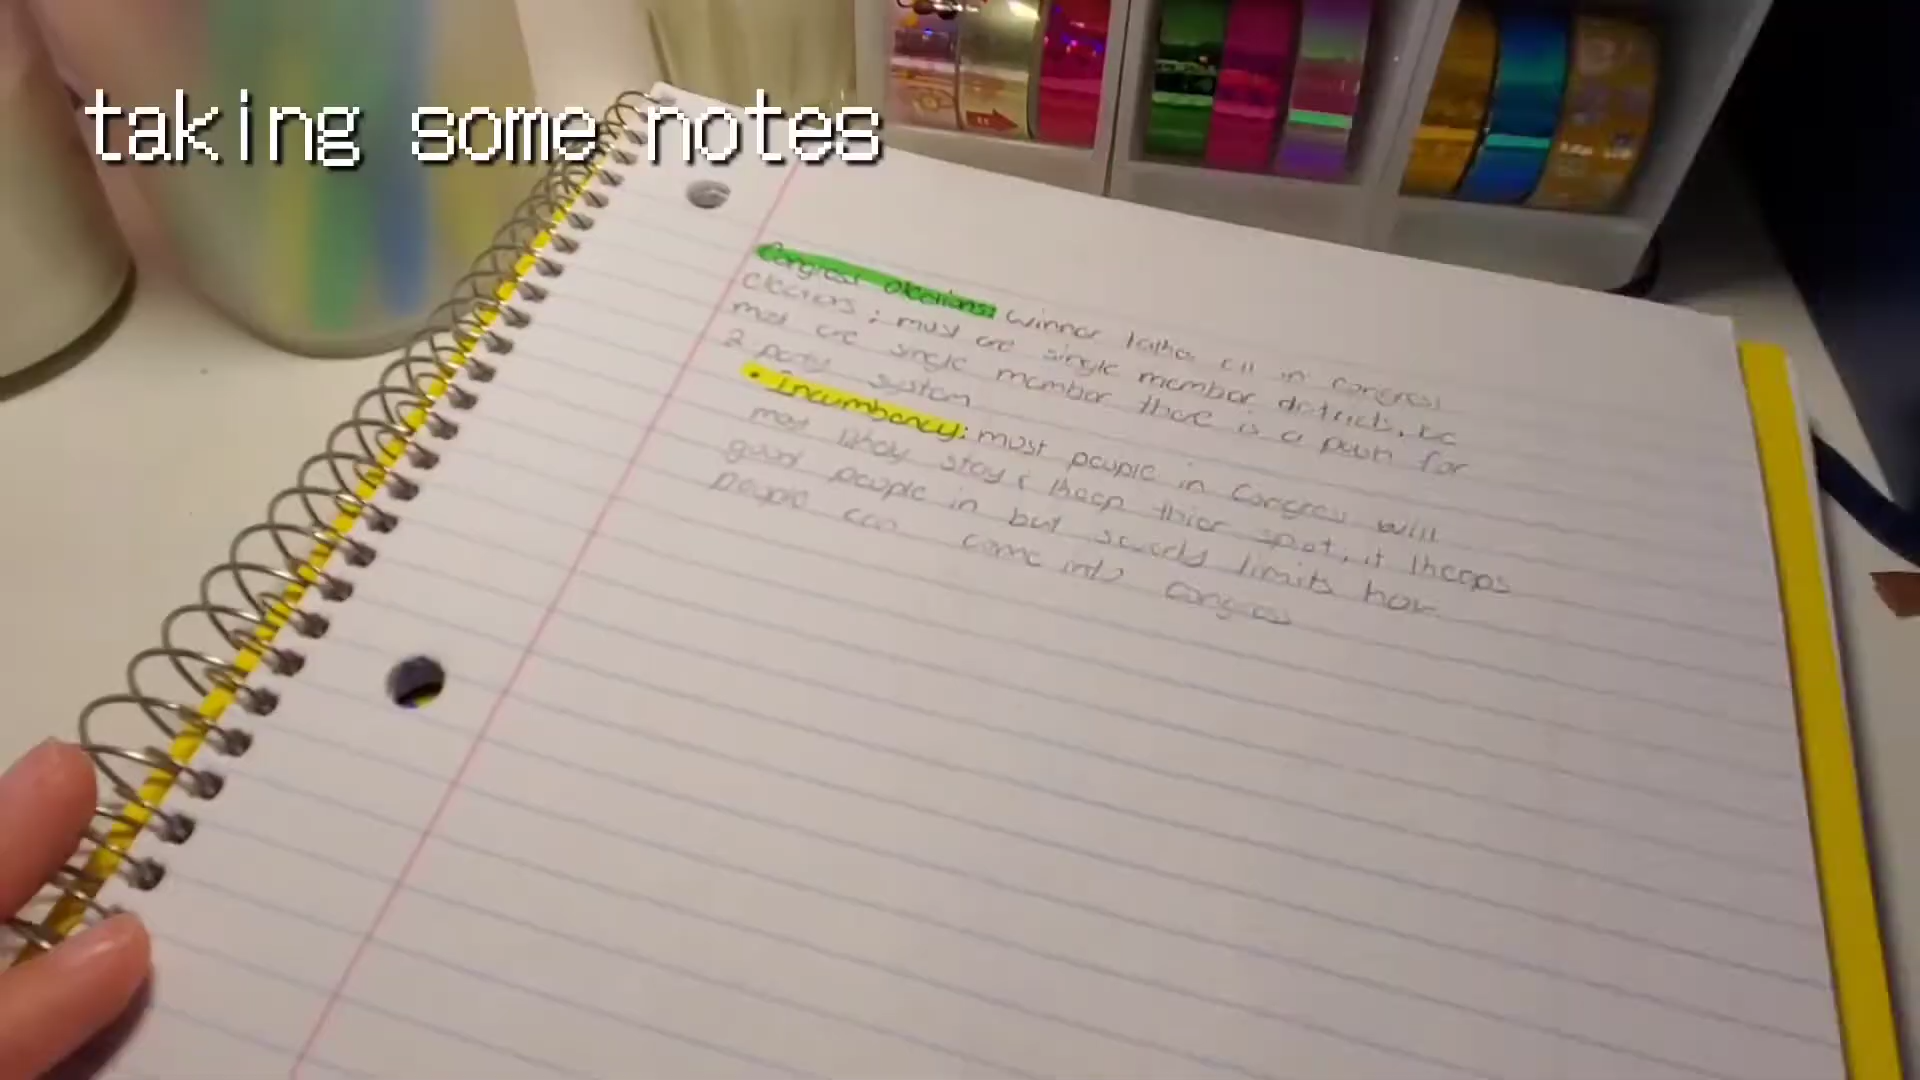 taking some notes
Congress elections: winner takes all in congress
elections ; most are single member districts, bc
most are single member there is a push for
2 party system
• Incumbency: most people in Congress will
most likely stay & keep thier spot, it keeps
good people in but limits how
people can come into Congress